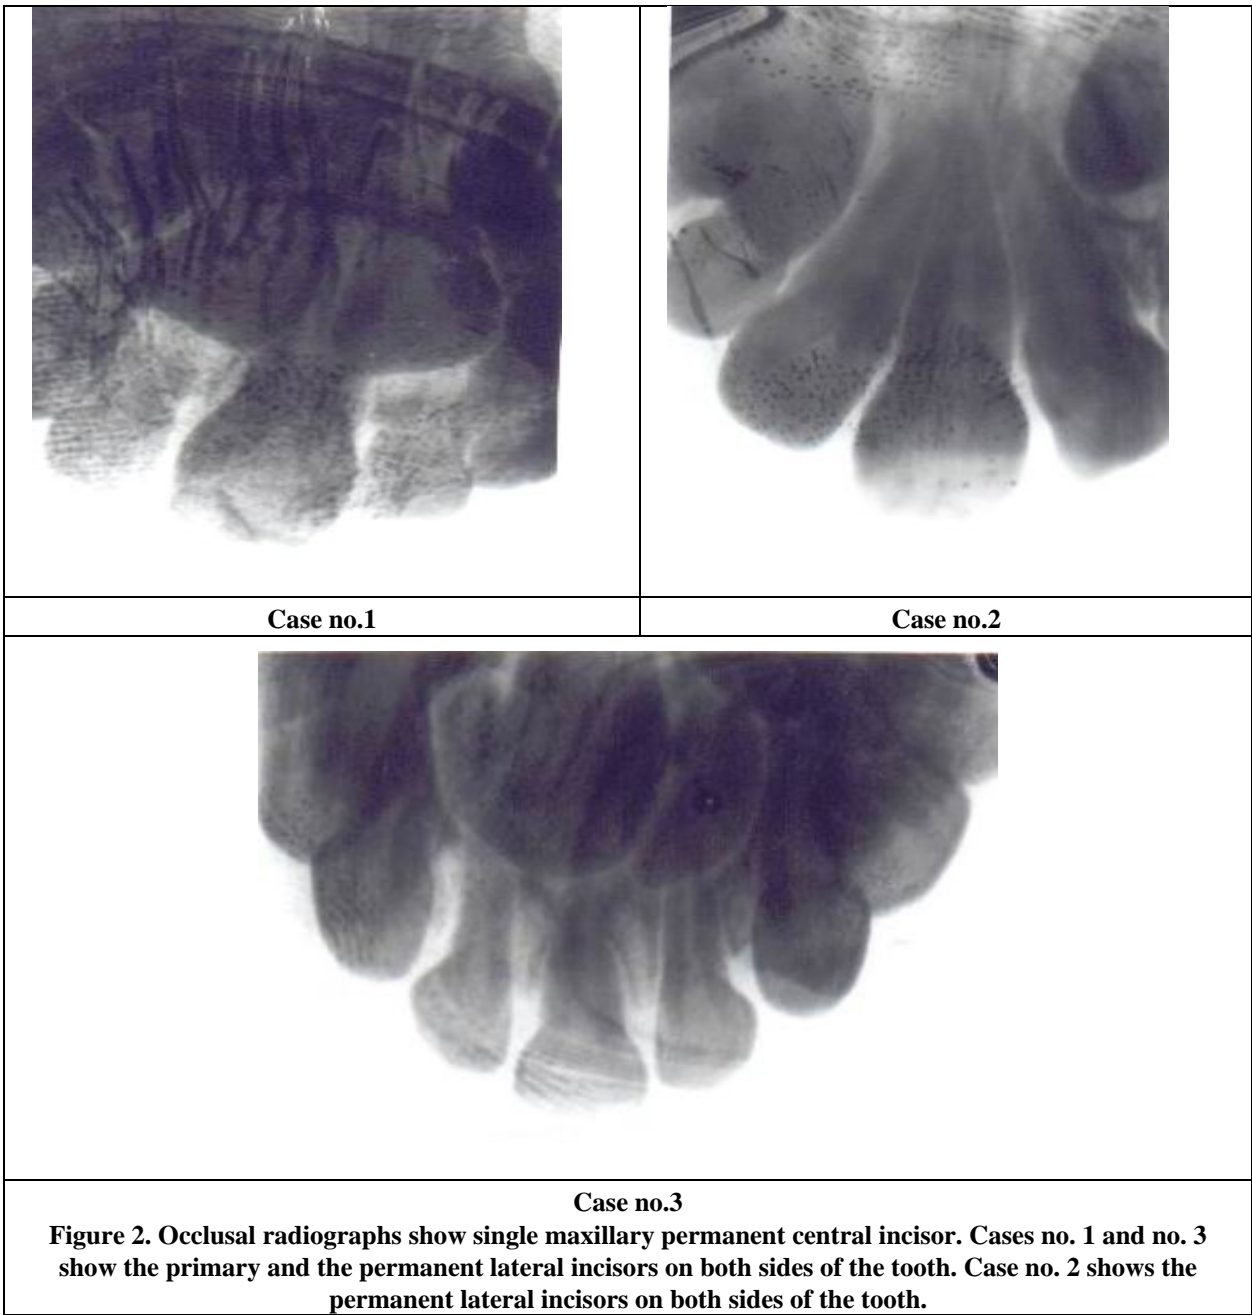 Case no.1
Case no.2
Case no.3
Figure 2. Occlusal radiographs show single maxillary permanent central incisor. Cases no. 1 and no. 3
show the primary and the permanent lateral incisors on both sides of the tooth. Case no. 2 shows the
permanent lateral incisors on both sides of the tooth.